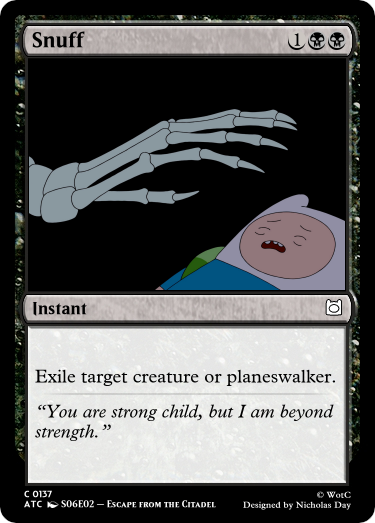 Snuff 1
Instant
Exile target creature or planeswalker.
“You are strong child, but I am beyond
strength.”
C 0137
ATC S06E02 – Escape from the Citadel
© WotC
Designed by Nicholas Day